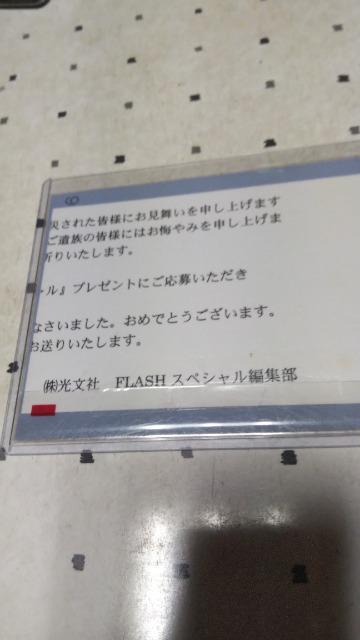 災された皆様にお見舞いを申し上げます
ご遺族の皆様にはお悔やみを申し上げま
祈りいたします。
ール』プレゼントにご応募いただき
なさいました。おめでとうございます。
お送りいたします。
㈱光文社 FLASHスペシャル編集部